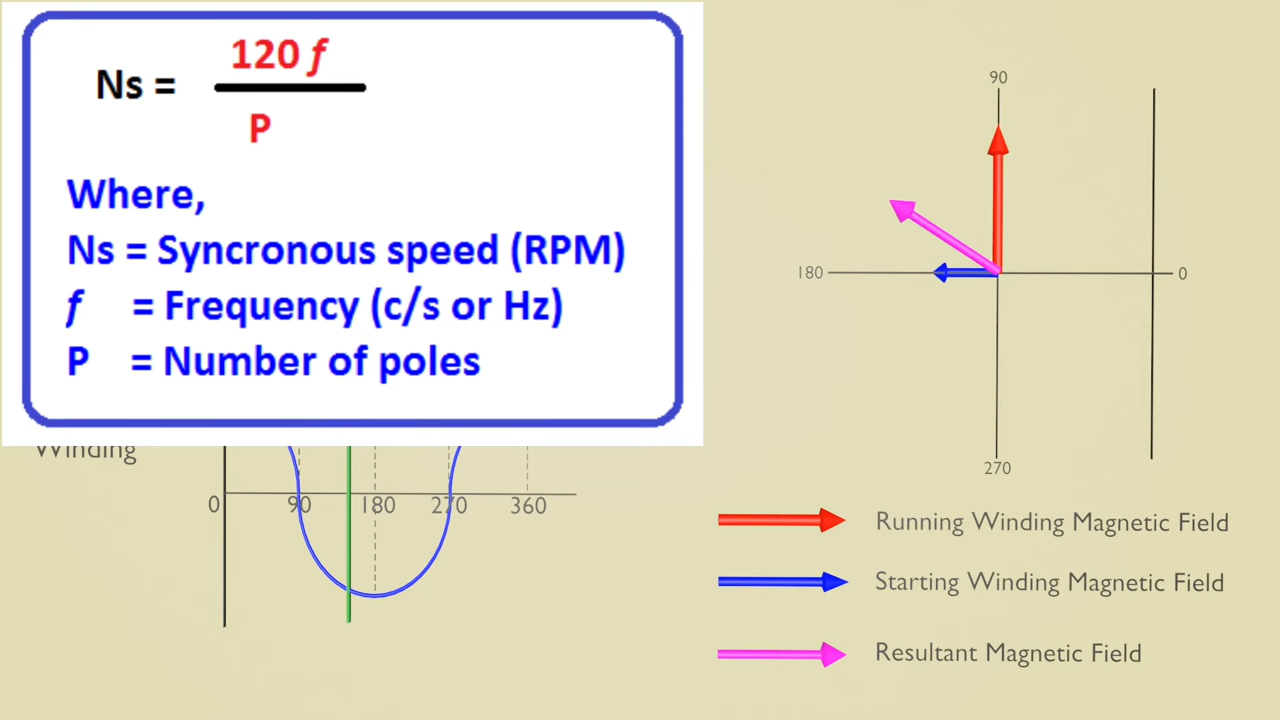 Ns = 120 f
P
Where,
Ns = Syncronous speed (RPM)
f = Frequency (c/s or Hz)
P = Number of poles
Winding
0 90 180 270 360
90
180
0
270
Running Winding Magnetic Field
Starting Winding Magnetic Field
Resultant Magnetic Field